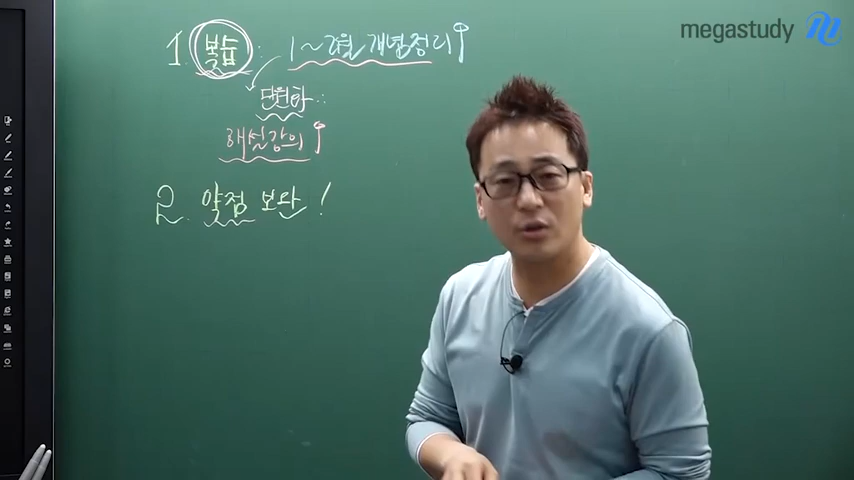 megastudy
1. 복습 : 1~2월 개념정리↑
단원화 :
해설강의↑
2. 약점 보완!